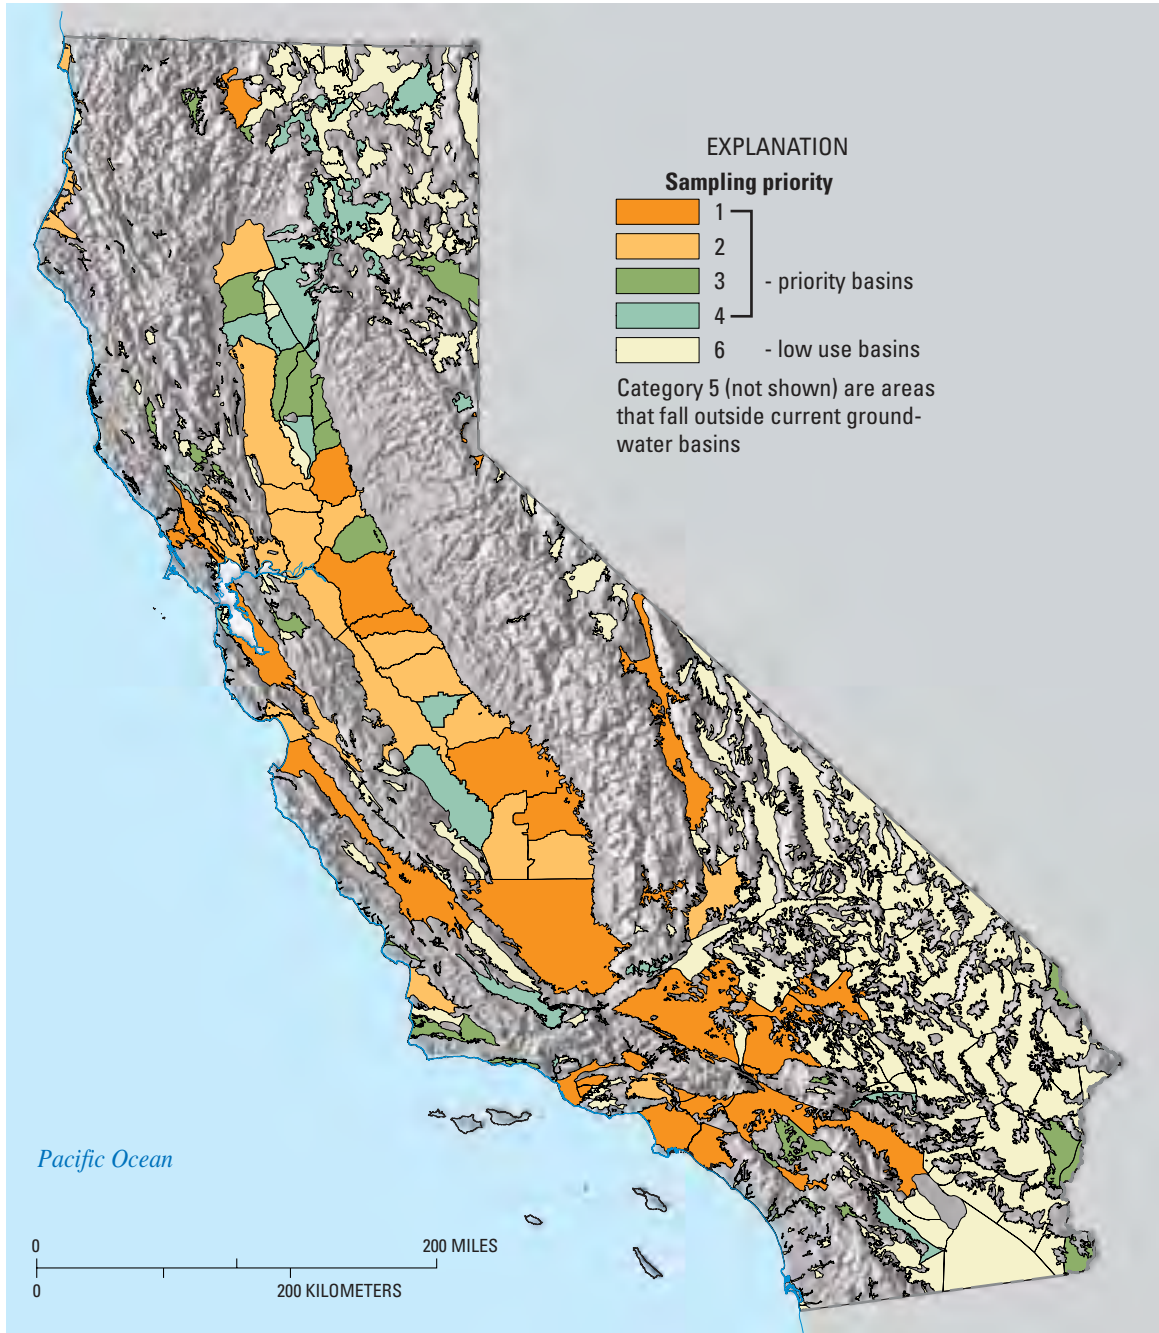 EXPLANATION
Sampling priority
1
2
3 - priority basins
4
6 - low use basins
Category 5 (not shown) are areas
that fall outside current ground-
water basins
Pacific Ocean
0 200 MILES
0 200 KILOMETERS